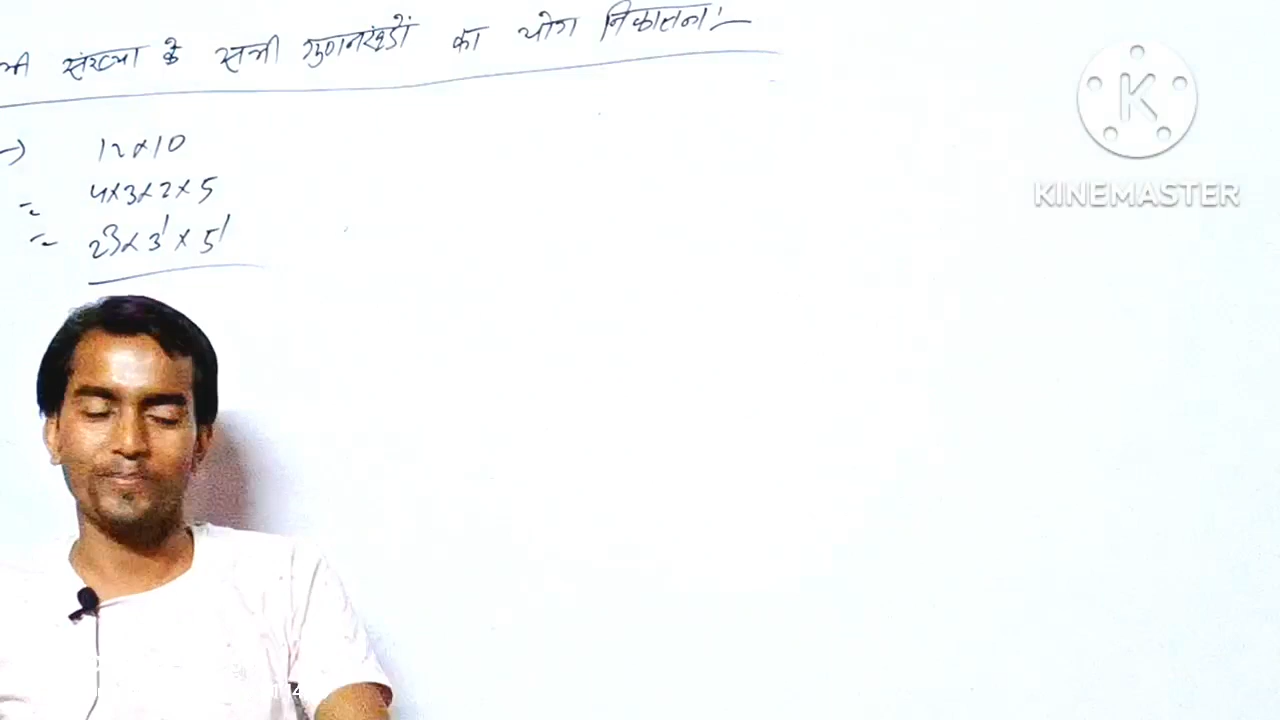 संख्या के सभी गुणनखंडों का योग निकालना:-
K
KINEMASTER
→ 12×10
= 4×3×2×5
= 2³×3¹×5¹